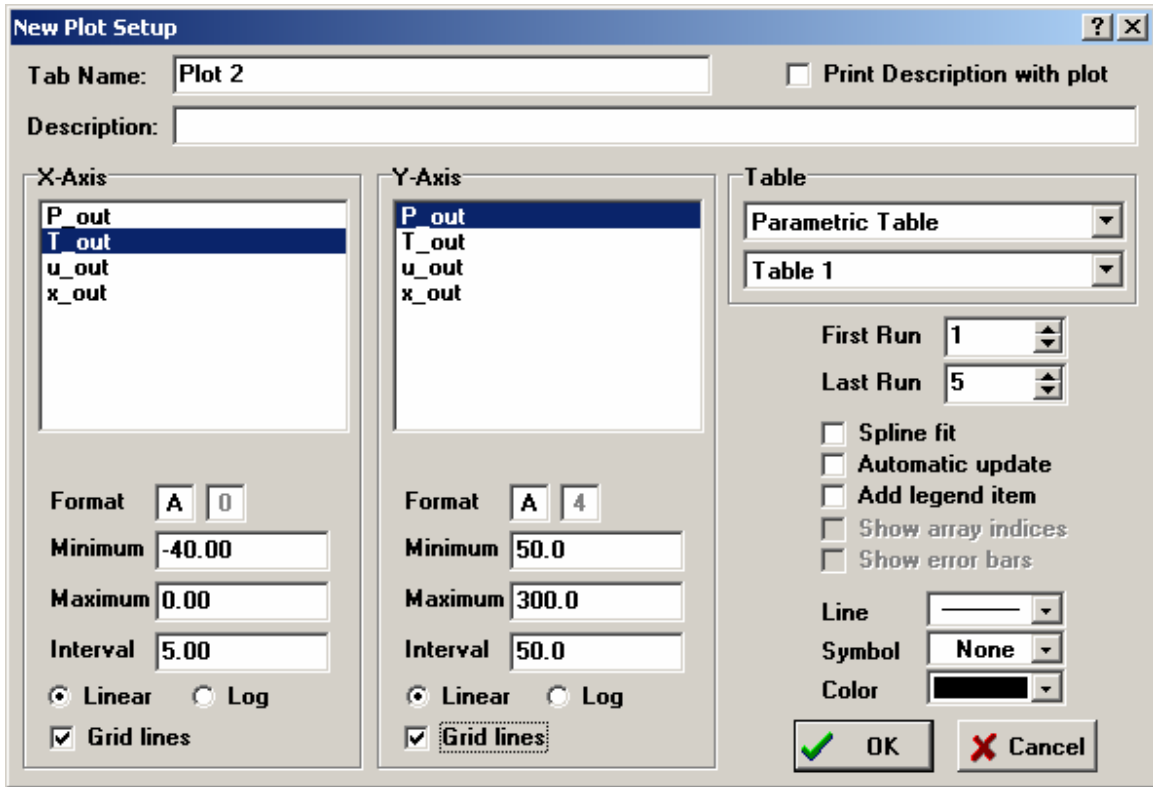 New Plot Setup
Tab Name: Plot 2
Print Description with plot
Description:
X-Axis
P_out
T_out
u_out
x_out
Format A 0
Minimum -40.00
Maximum 0.00
Interval 5.00
Linear Log
Grid lines
Y-Axis
P_out
T_out
u_out
x_out
Format A 4
Minimum 50.0
Maximum 300.0
Interval 50.0
Linear Log
Grid lines
Table
Parametric Table
Table 1
First Run 1
Last Run 5
Spline fit
Automatic update
Add legend item
Show array indices
Show error bars
Line
Symbol None
Color
OK Cancel